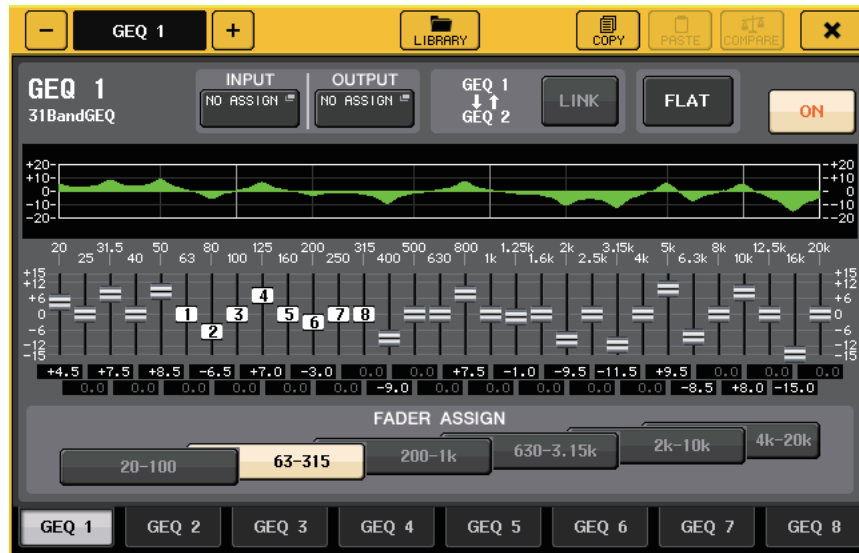 − GEQ 1 + LIBRARY COPY PASTE COMPARE ×
GEQ 1
31BandGEQ
INPUT
NO ASSIGN
OUTPUT
NO ASSIGN
GEQ 1
GEQ 2
LINK
FLAT
ON
+20 +20
+10 +10
0 0
−10 −10
−20 −20
20 31.5 50 80 125 200 315 500 800 1.25k 2k 3.15k 5k 8k 12.5k 20k
25 40 63 100 160 250 400 630 1k 1.6k 2.5k 4k 6.3k 10k 16k
+15 +15
+12 +12
+6 +6
0 1 2 3 4 5 6 7 8 0
−6 −6
−12 −12
−15 −15
+4.5 +7.5 +8.5 −6.5 +7.0 −3.0 0.0 0.0 +7.5 −1.0 −9.5 −11.5 +9.5 0.0 0.0 0.0
0.0 0.0 0.0 0.0 0.0 0.0 −9.0 0.0 0.0 0.0 0.0 0.0 −8.5 +8.0 −15.0
FADER ASSIGN
20−100 63−315 200−1k 630−3.15k 2k−10k 4k−20k
GEQ 1 GEQ 2 GEQ 3 GEQ 4 GEQ 5 GEQ 6 GEQ 7 GEQ 8